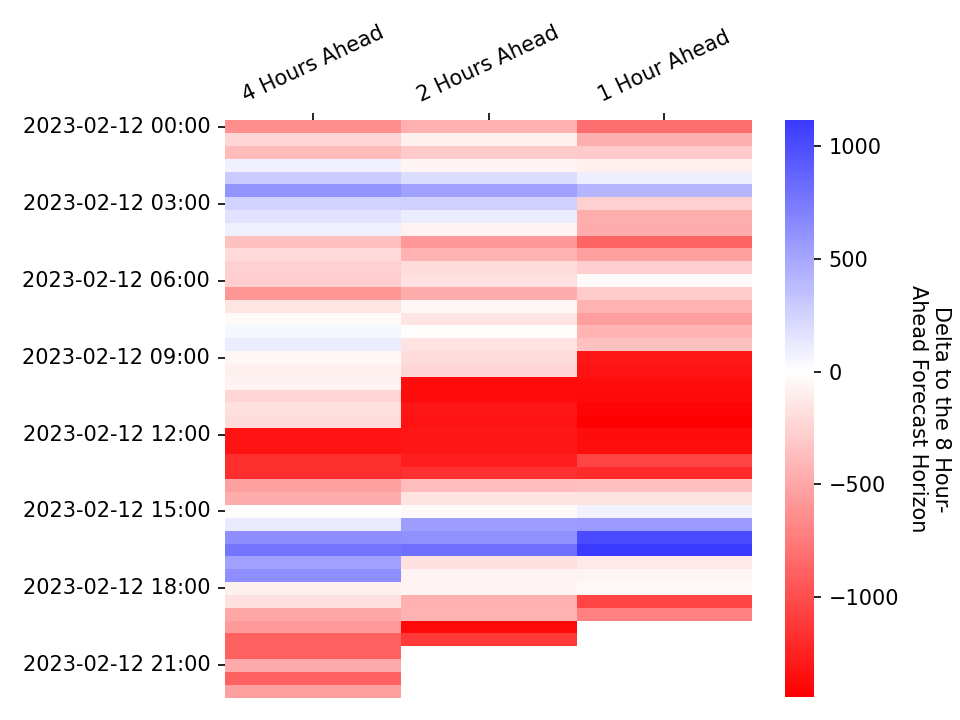 4 Hours Ahead
2 Hours Ahead
1 Hour Ahead
2023-02-12 00:00
2023-02-12 03:00
2023-02-12 06:00
2023-02-12 09:00
2023-02-12 12:00
2023-02-12 15:00
2023-02-12 18:00
2023-02-12 21:00
1000
500
0
−500
−1000
Delta to the 8 Hour-
Ahead Forecast Horizon